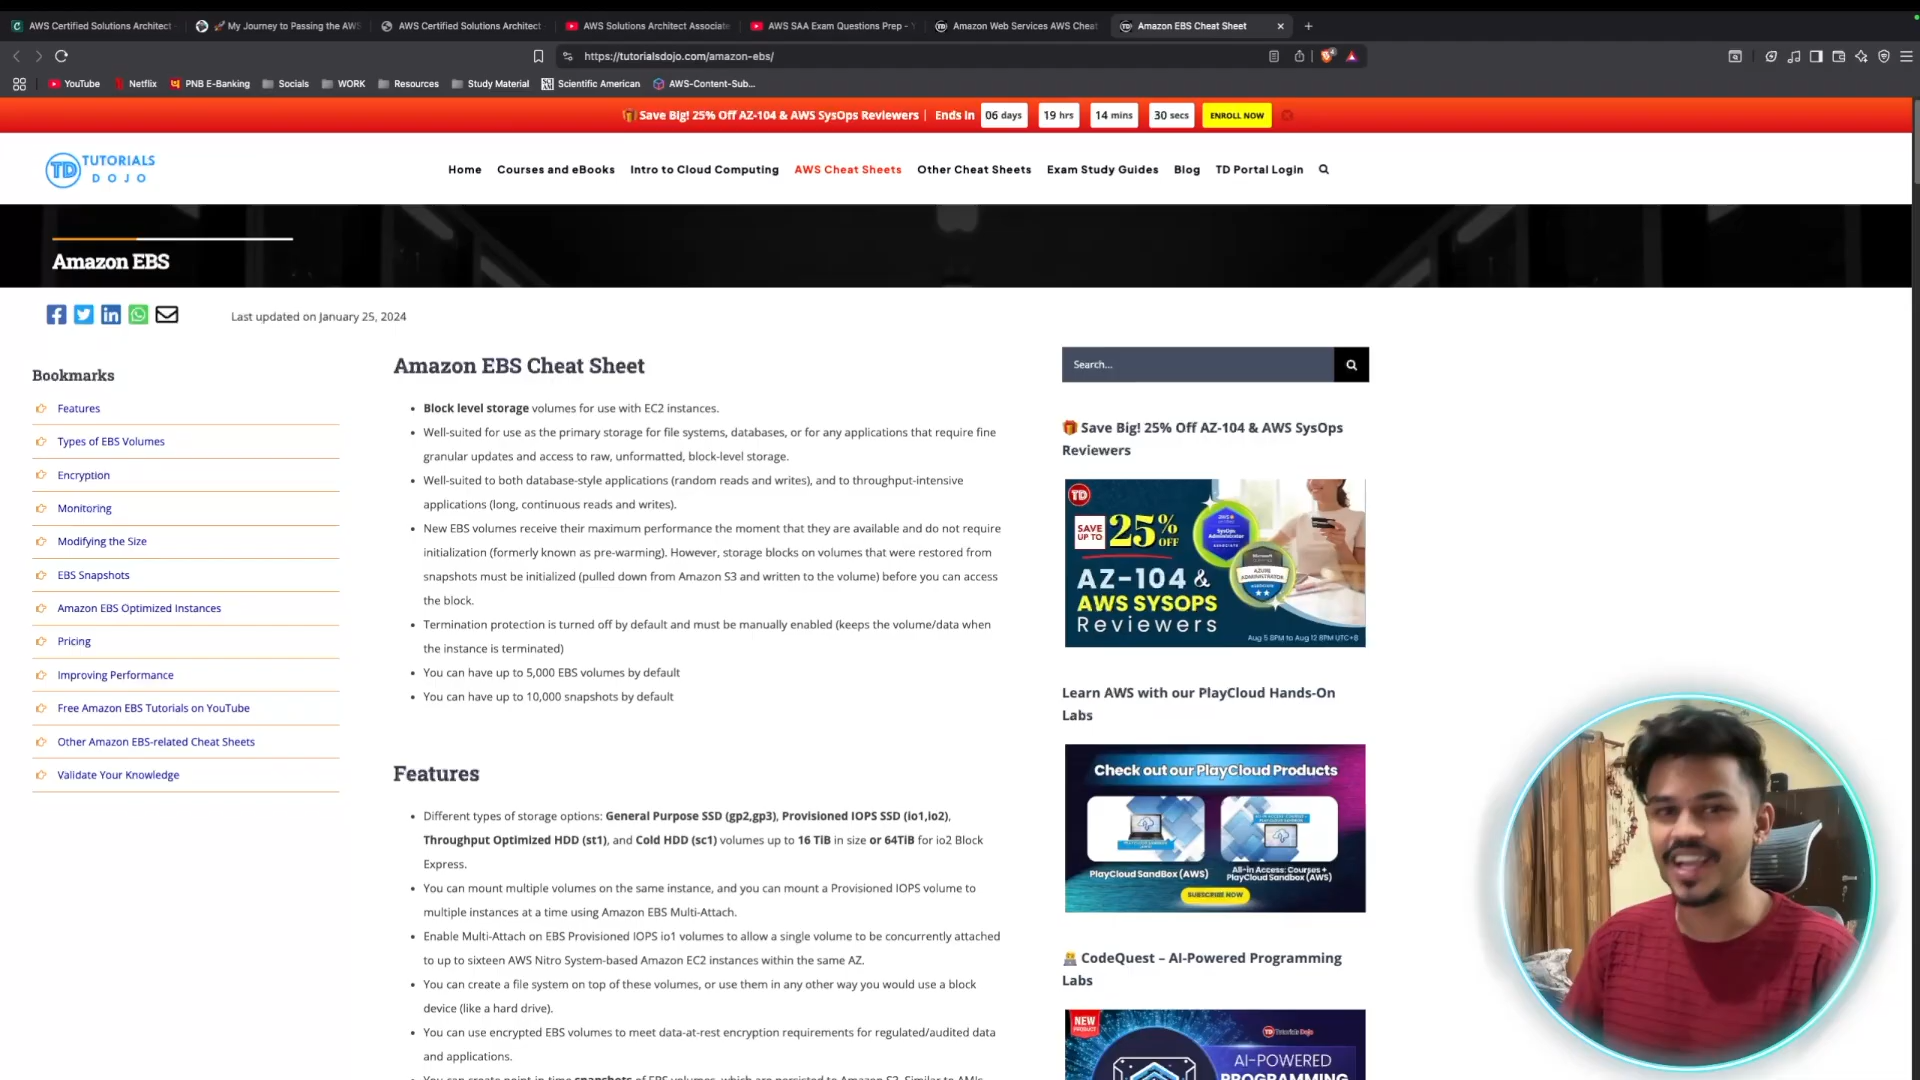 AWS Certified Solutions Architect
🚀 My Journey to Passing the AWS
AWS Certified Solutions Architect
AWS Solutions Architect Associate
AWS SAA Exam Questions Prep -
Amazon Web Services AWS Cheat
Amazon EBS Cheat Sheet
https://tutorialsdojo.com/amazon-ebs/
YouTube
Netflix
PNB E-Banking
Socials
WORK
Resources
Study Material
Scientific American
AWS-Content-Sub...
🎁 Save Big! 25% Off AZ-104 & AWS SysOps Reviewers | Ends In 06 days 19 hrs 14 mins 30 secs ENROLL NOW
TD TUTORIALS
DOJO
Home Courses and eBooks Intro to Cloud Computing AWS Cheat Sheets Other Cheat Sheets Exam Study Guides Blog TD Portal Login
Amazon EBS
Last updated on January 25, 2024
Bookmarks
Features
Types of EBS Volumes
Encryption
Monitoring
Modifying the Size
EBS Snapshots
Amazon EBS Optimized Instances
Pricing
Improving Performance
Free Amazon EBS Tutorials on YouTube
Other Amazon EBS-related Cheat Sheets
Validate Your Knowledge
Amazon EBS Cheat Sheet
• Block level storage volumes for use with EC2 instances.
• Well-suited for use as the primary storage for file systems, databases, or for any applications that require fine
granular updates and access to raw, unformatted, block-level storage.
• Well-suited to both database-style applications (random reads and writes), and to throughput-intensive
applications (long, continuous reads and writes).
• New EBS volumes receive their maximum performance the moment that they are available and do not require
initialization (formerly known as pre-warming). However, storage blocks on volumes that were restored from
snapshots must be initialized (pulled down from Amazon S3 and written to the volume) before you can access
the block.
• Termination protection is turned off by default and must be manually enabled (keeps the volume/data when
the instance is terminated)
• You can have up to 5,000 EBS volumes by default
• You can have up to 10,000 snapshots by default
Features
• Different types of storage options: General Purpose SSD (gp2,gp3), Provisioned IOPS SSD (io1,io2),
Throughput Optimized HDD (st1), and Cold HDD (sc1) volumes up to 16 TiB in size or 64TiB for io2 Block
Express.
• You can mount multiple volumes on the same instance, and you can mount a Provisioned IOPS volume to
multiple instances at a time using Amazon EBS Multi-Attach.
• Enable Multi-Attach on EBS Provisioned IOPS io1 volumes to allow a single volume to be concurrently attached
to up to sixteen AWS Nitro System-based Amazon EC2 instances within the same AZ.
• You can create a file system on top of these volumes, or use them in any other way you would use a block
device (like a hard drive).
• You can use encrypted EBS volumes to meet data-at-rest encryption requirements for regulated/audited data
and applications.
Search...
🎁 Save Big! 25% Off AZ-104 & AWS SysOps
Reviewers
TD
SAVE
UP TO
25% OFF
AZ-104 &
AWS SYSOPS
Reviewers
Aug 5 8PM to Aug 12 8PM UTC+8
Learn AWS with our PlayCloud Hands-On
Labs
Check out our PlayCloud Products
PlayCloud SandBox (AWS)
All-in Access: Courses +
PlayCloud Sandbox (AWS)
SUBSCRIBE NOW
👨‍💻 CodeQuest – AI-Powered Programming
Labs
NEW
Tutorials Dojo
AI-POWERED
PROGRAMMING